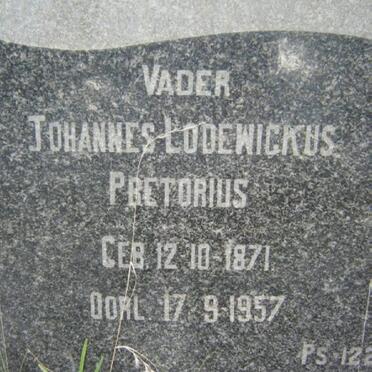 VADER
JOHANNES LODEWICKUS
PRETORIUS
GEB 12-10-1871
OORL 17-9-1957
PS-122